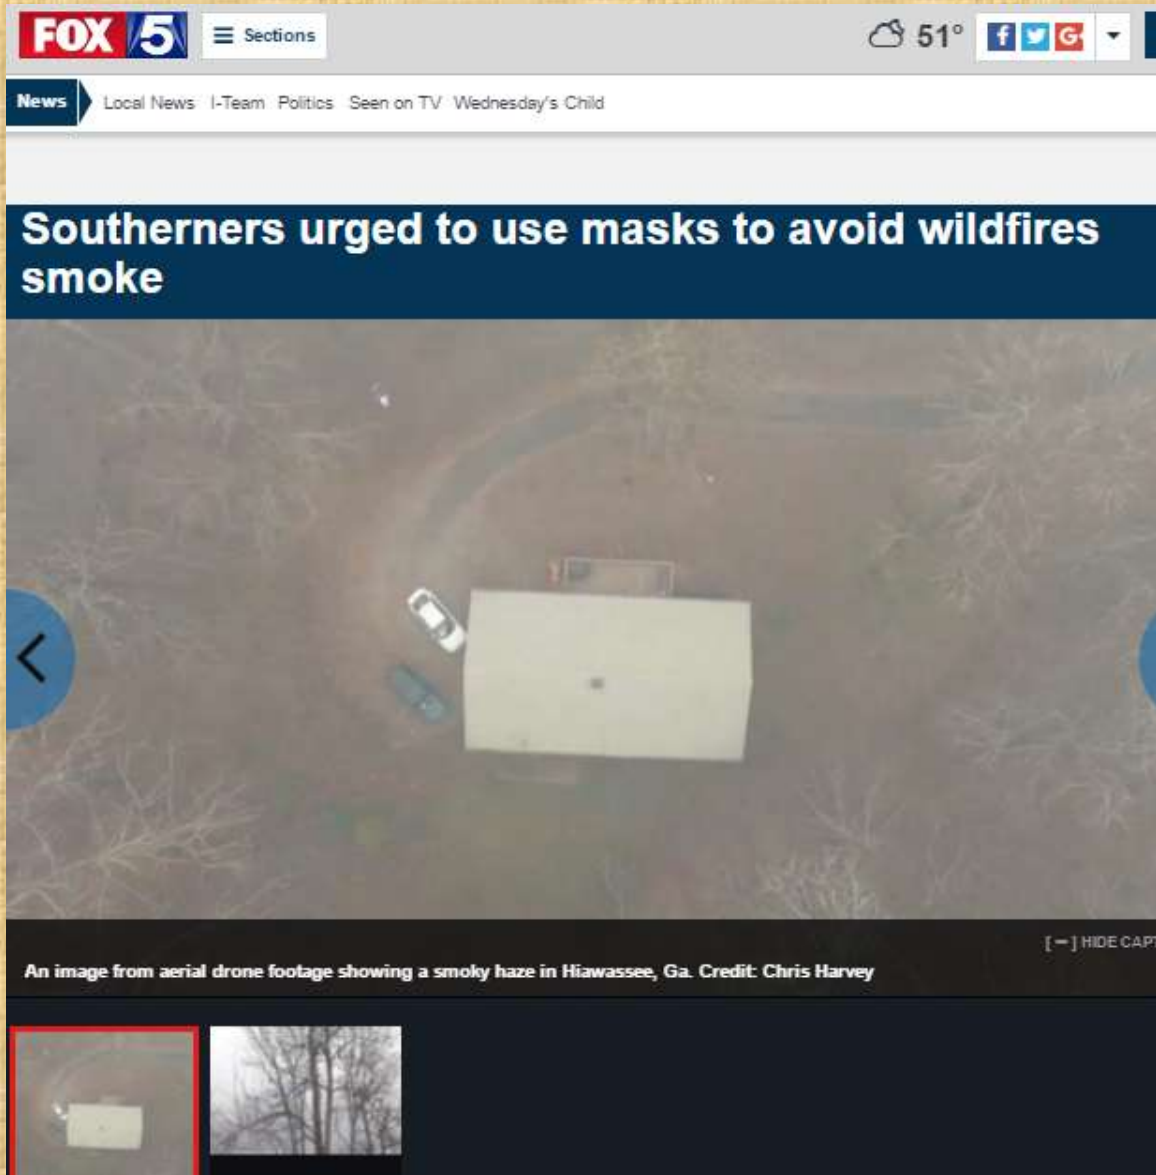 FOX 5
Sections
51°
f
G+
News
Local News I-Team Politics Seen on TV Wednesday's Child
Southerners urged to use masks to avoid wildfires
smoke
[ – ] HIDE CAPT
An image from aerial drone footage showing a smoky haze in Hiawassee, Ga. Credit: Chris Harvey